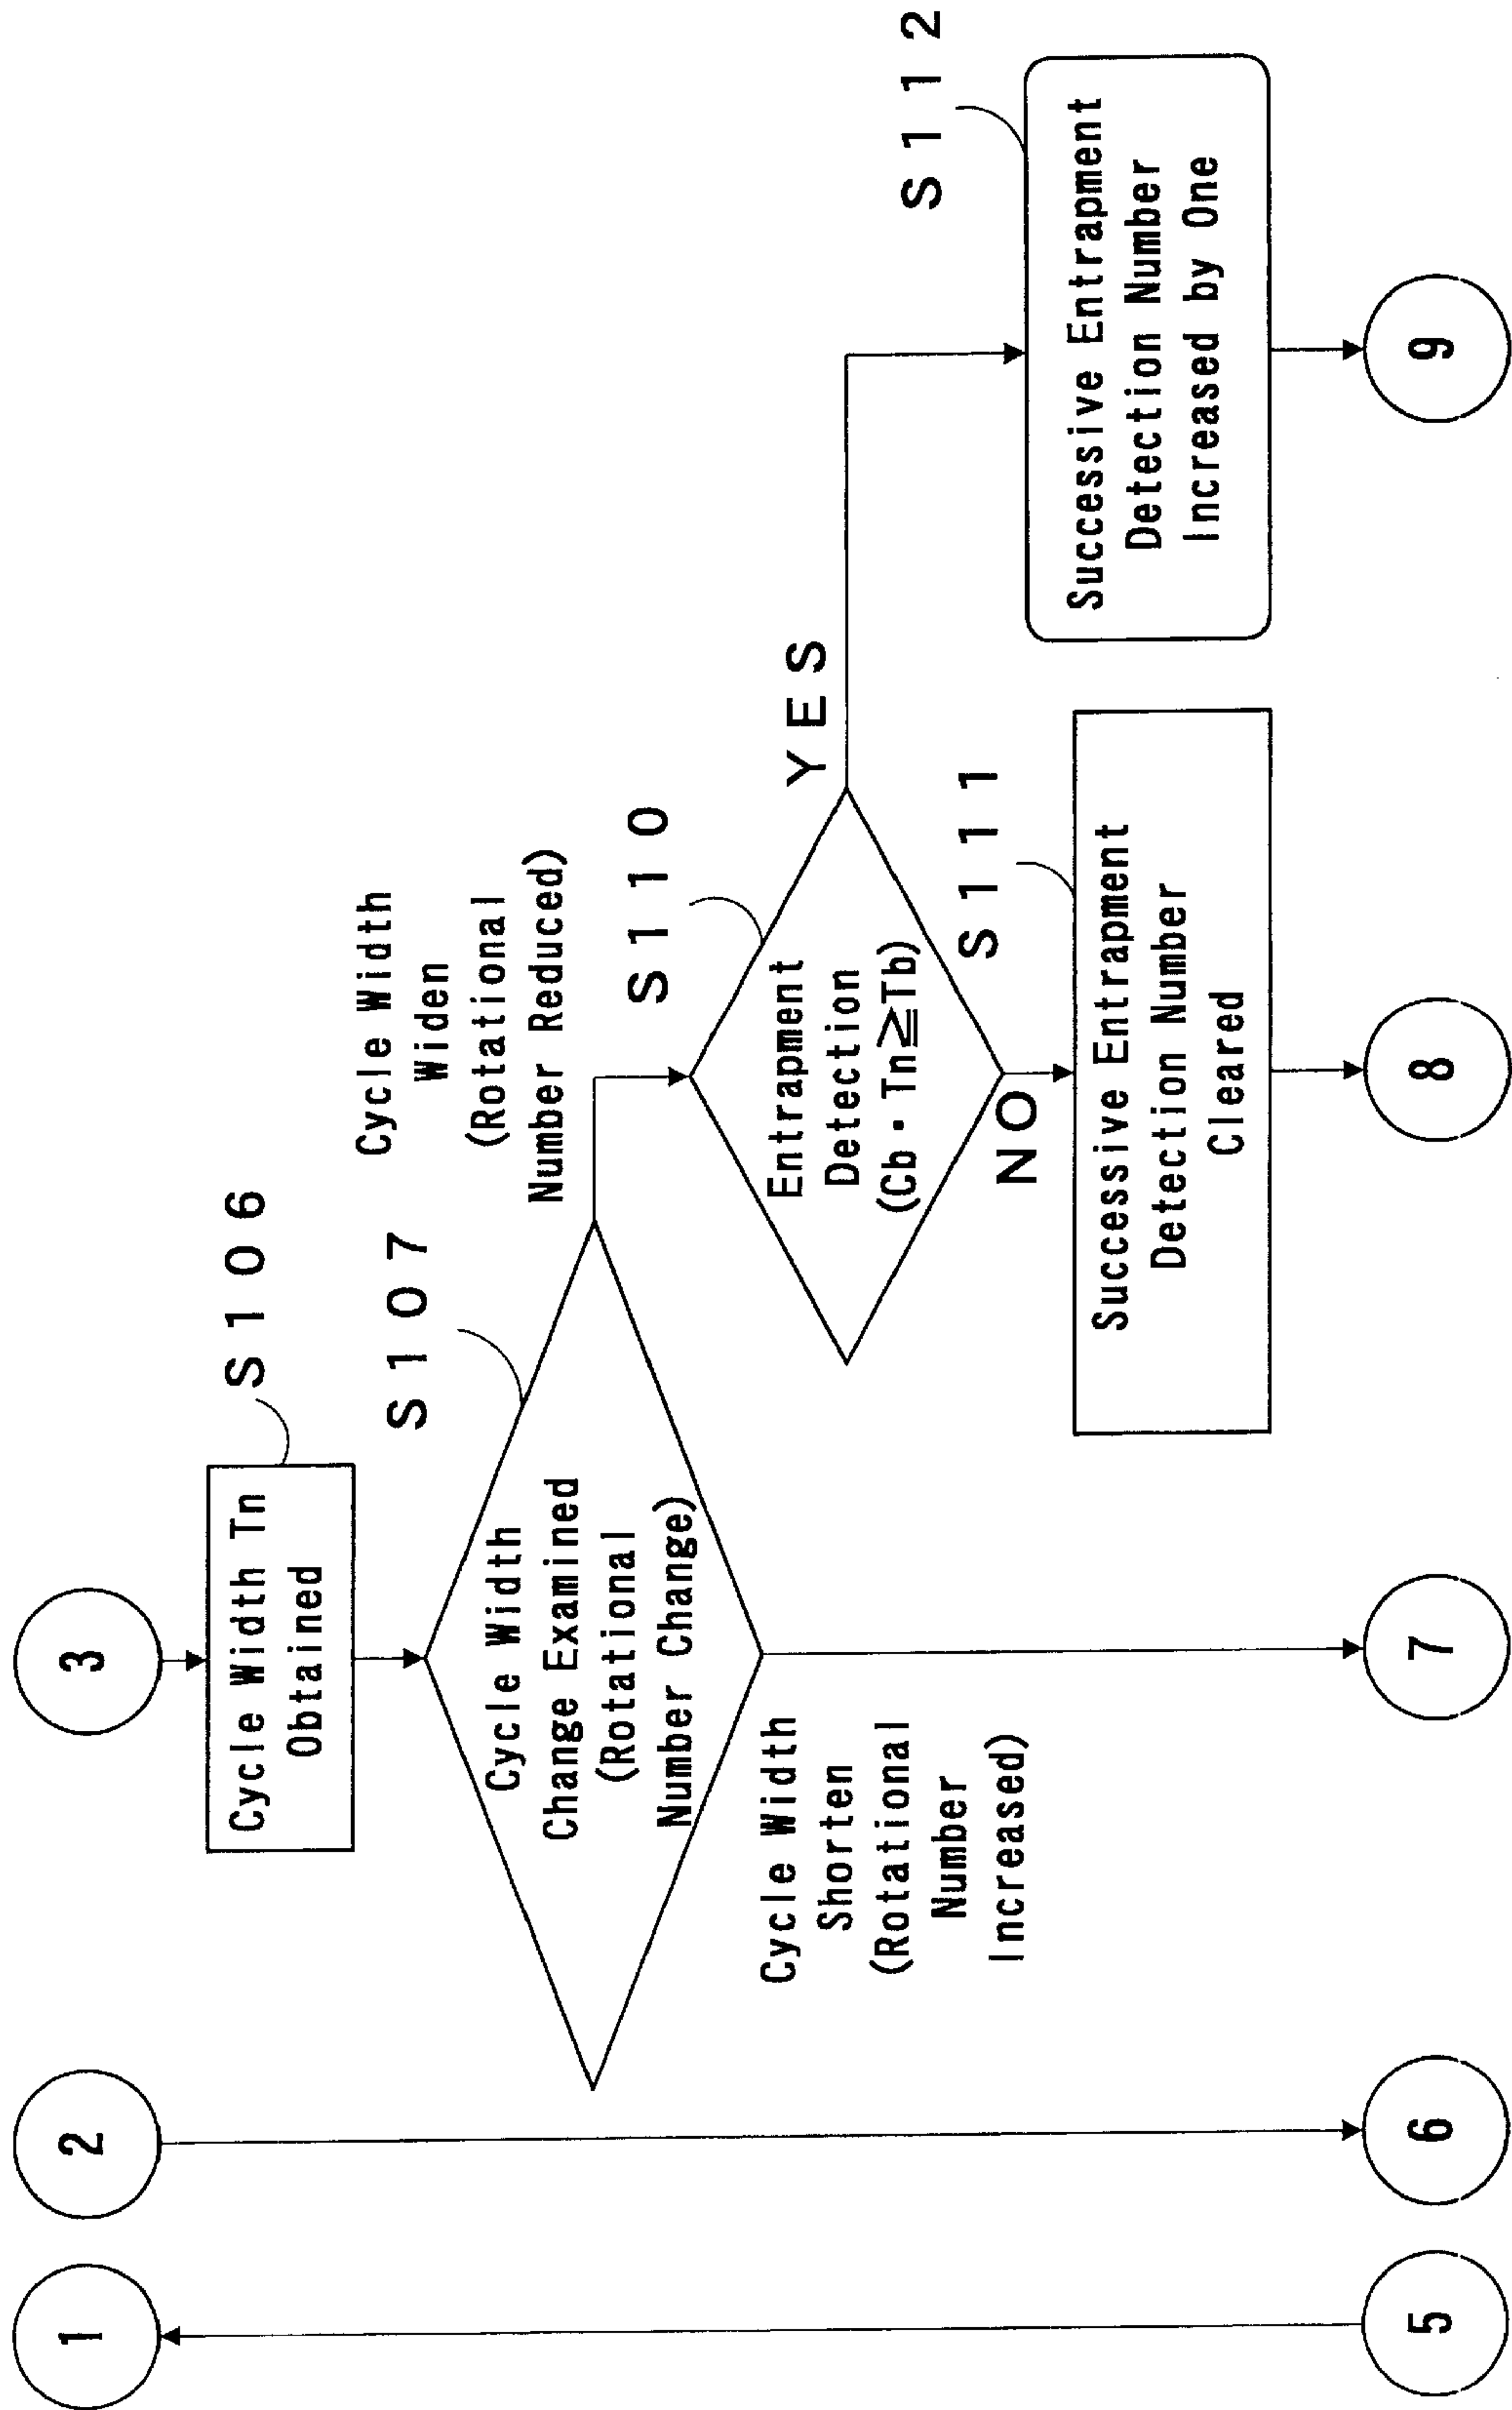 1
2
3
Cycle Width Tn
Obtained
S106
Cycle Width
Change Examined
(Rotational
Number Change)
S107
Cycle Width
Widen
(Rotational
Number Reduced)
Cycle Width
Shorten
(Rotational
Number
Increased)
Entrapment
Detection
(Cb・Tn≧Tb)
S110
YES
NO
Successive Entrapment
Detection Number
Cleared
S111
Successive Entrapment
Detection Number
Increased by One
S112
5
6
7
8
9